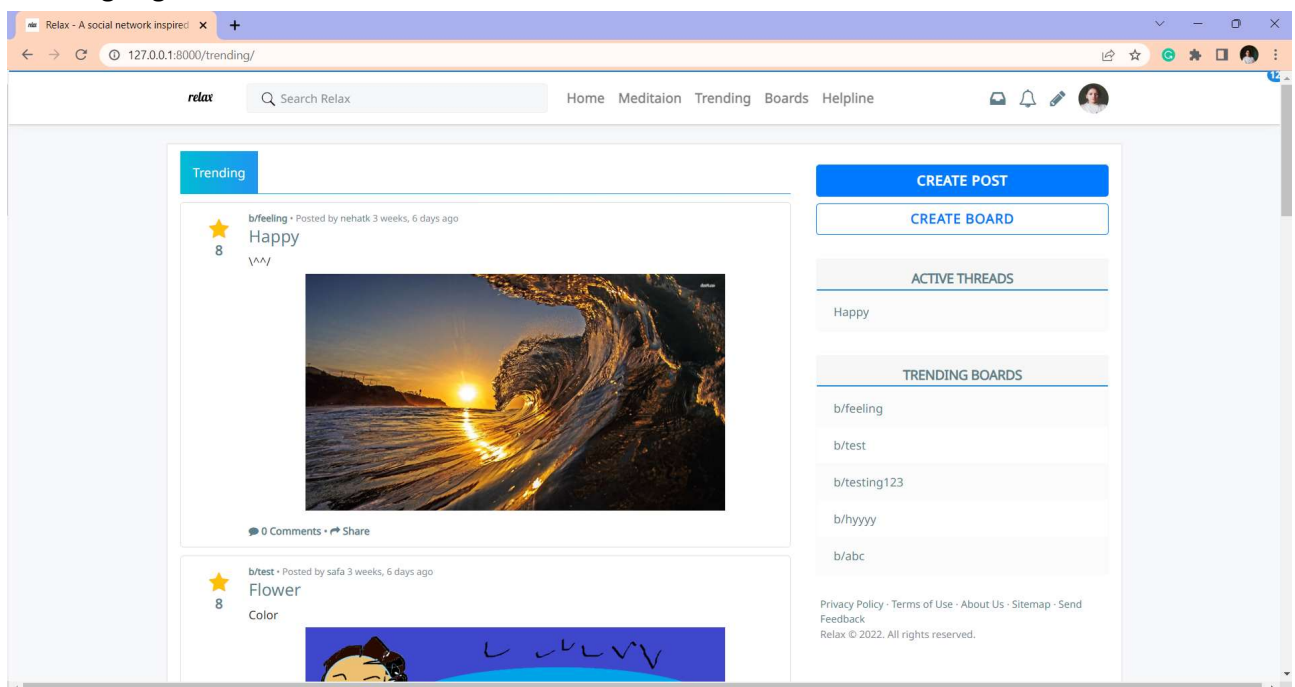 Relax - A social network inspired
127.0.0.1:8000/trending/
12
relax
Search Relax
Home Meditaion Trending Boards Helpline
Trending
b/feeling • Posted by nehatk 3 weeks, 6 days ago
Happy
8
\^^/
0 Comments • Share
b/test • Posted by safa 3 weeks, 6 days ago
Flower
8
Color
CREATE POST
CREATE BOARD
ACTIVE THREADS
Happy
TRENDING BOARDS
b/feeling
b/test
b/testing123
b/hyyyy
b/abc
Privacy Policy · Terms of Use · About Us · Sitemap · Send
Feedback
Relax © 2022. All rights reserved.